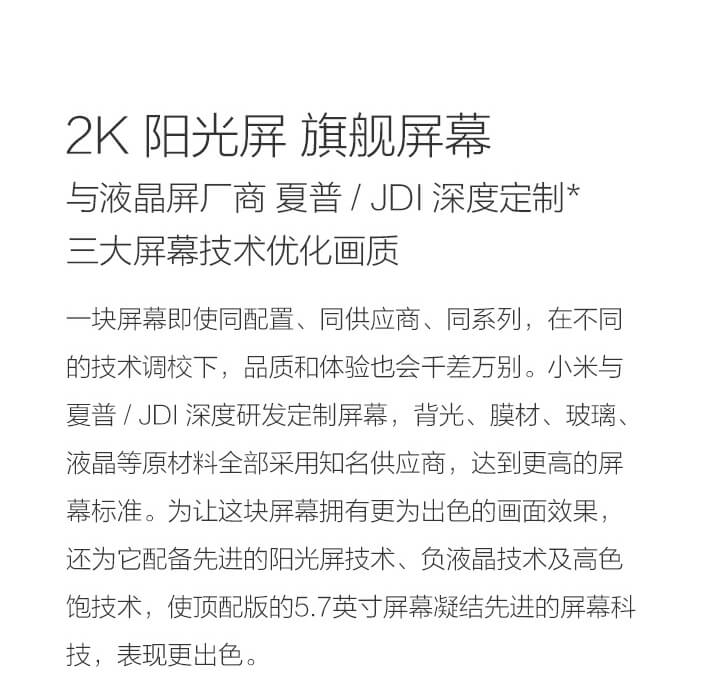 2K 阳光屏 旗舰屏幕
与液晶屏厂商 夏普 / JDI 深度定制*
三大屏幕技术优化画质
一块屏幕即使同配置、同供应商、同系列，在不同
的技术调校下，品质和体验也会千差万别。小米与
夏普 / JDI 深度研发定制屏幕，背光、膜材、玻璃、
液晶等原材料全部采用知名供应商，达到更高的屏
幕标准。为让这块屏幕拥有更为出色的画面效果，
还为它配备先进的阳光屏技术、负液晶技术及高色
饱技术，使顶配版的5.7英寸屏幕凝结先进的屏幕科
技，表现更出色。